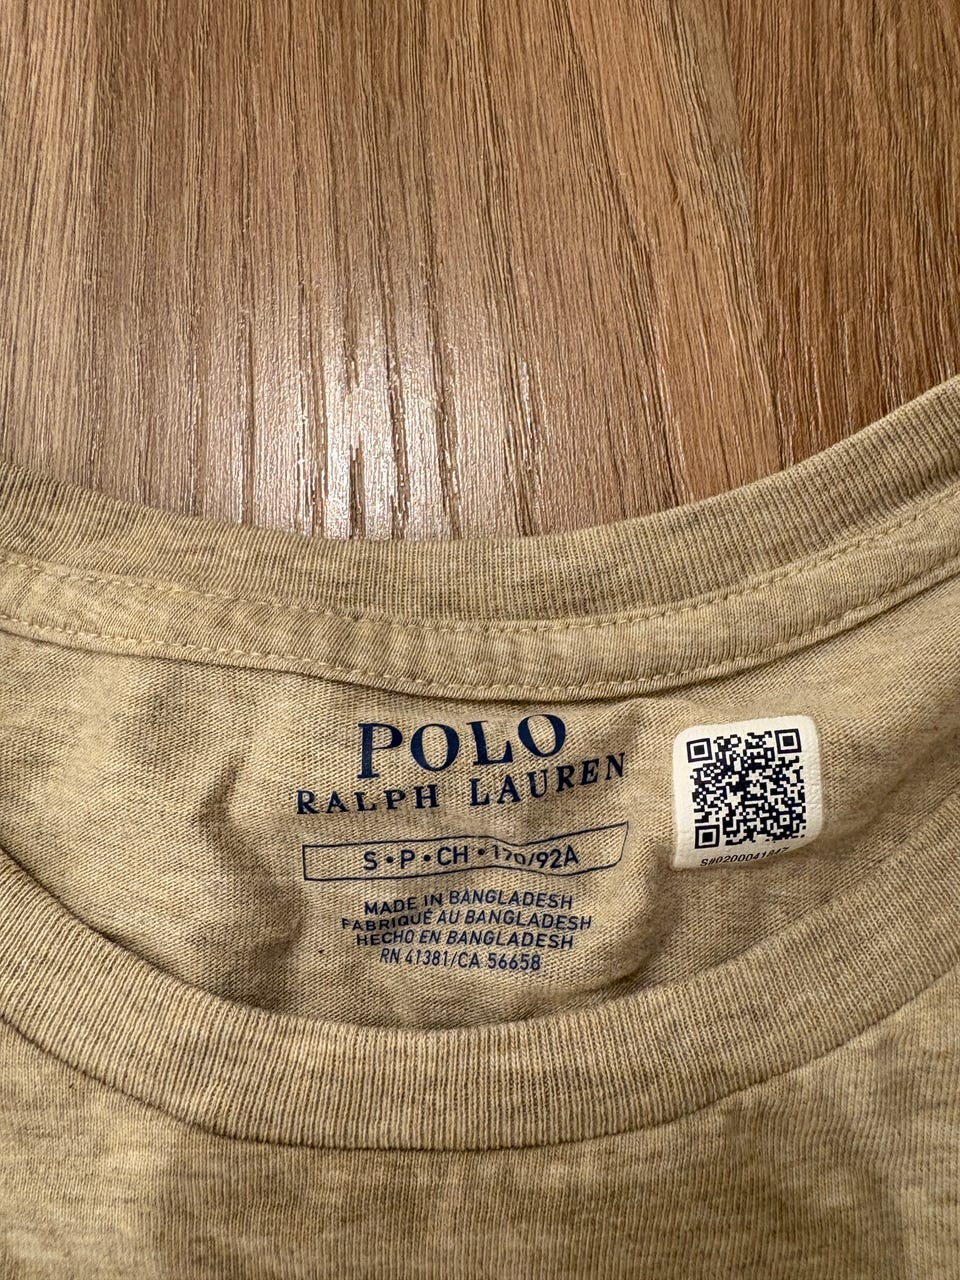 POLO
RALPH LAUREN
S • P • CH • 170/92A
MADE IN BANGLADESH
FABRIQUÉ AU BANGLADESH
HECHO EN BANGLADESH
RN 41381/CA 56658